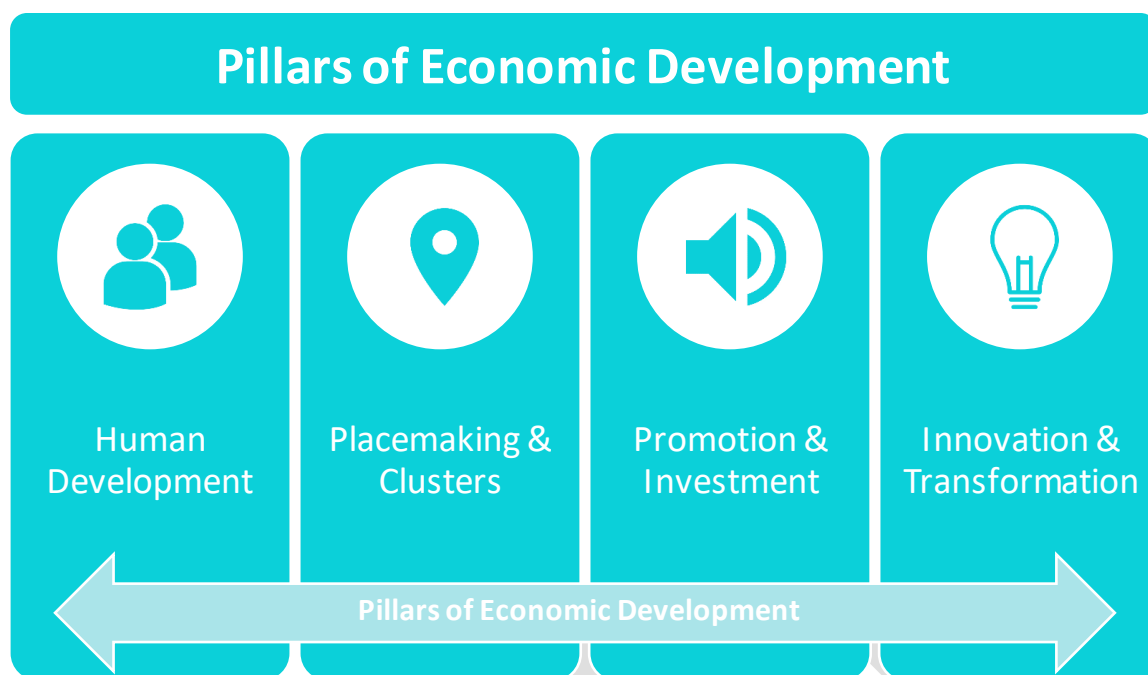 Pillars of Economic Development
Human
Development
Placemaking &
Clusters
Promotion &
Investment
Innovation &
Transformation
Pillars of Economic Development